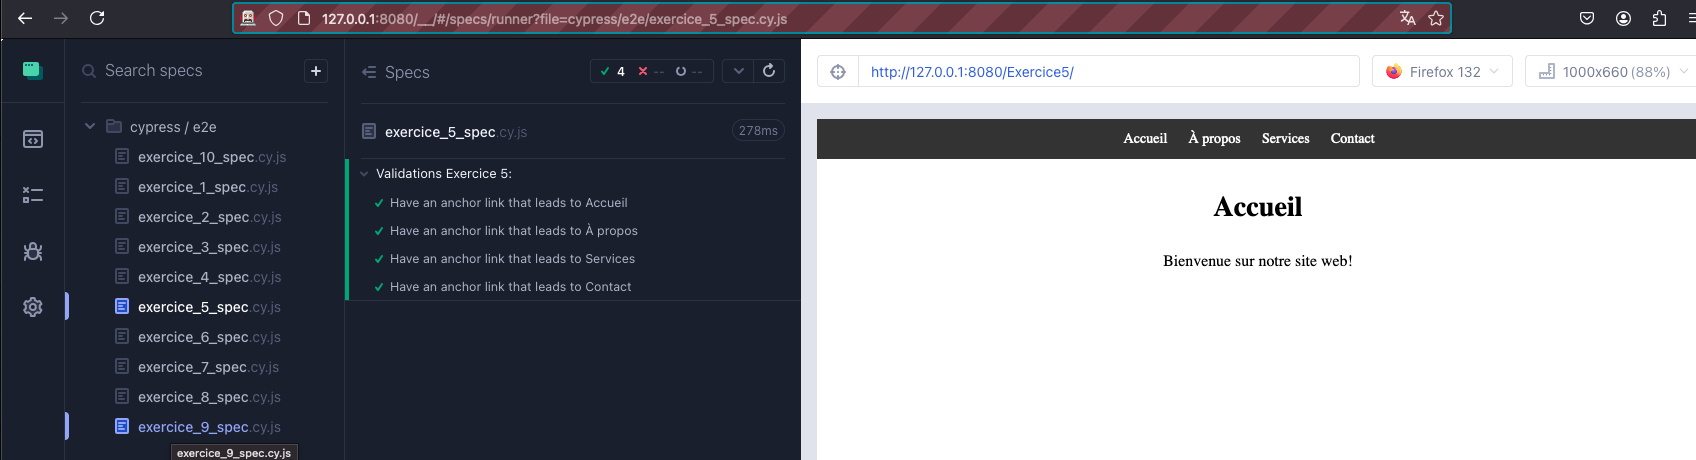 127.0.0.1:8080/__/#/specs/runner?file=cypress/e2e/exercice_5_spec.cy.js
Search specs
+
cypress / e2e
exercice_10_spec.cy.js
exercice_1_spec.cy.js
exercice_2_spec.cy.js
exercice_3_spec.cy.js
exercice_4_spec.cy.js
exercice_5_spec.cy.js
exercice_6_spec.cy.js
exercice_7_spec.cy.js
exercice_8_spec.cy.js
exercice_9_spec.cy.js
exercice_9_spec.cy.js
Specs
4 -- --
exercice_5_spec.cy.js 278ms
Validations Exercice 5:
Have an anchor link that leads to Accueil
Have an anchor link that leads to À propos
Have an anchor link that leads to Services
Have an anchor link that leads to Contact
http://127.0.0.1:8080/Exercice5/ Firefox 132 1000x660 (88%)
Accueil À propos Services Contact
Accueil
Bienvenue sur notre site web!